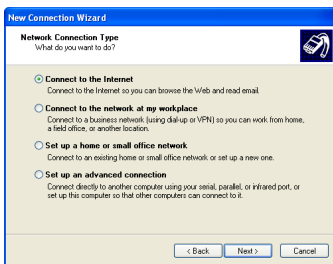 New Connection Wizard
Network Connection Type
What do you want to do?
Connect to the Internet
Connect to the Internet so you can browse the Web and read email.
Connect to the network at my workplace
Connect to a business network (using dial-up or VPN) so you can work from home,
a field office, or another location.
Set up a home or small office network
Connect to an existing home or small office network or set up a new one.
Set up an advanced connection
Connect directly to another computer using your serial, parallel, or infrared port, or
set up this computer so that other computers can connect to it.
< Back
Next >
Cancel